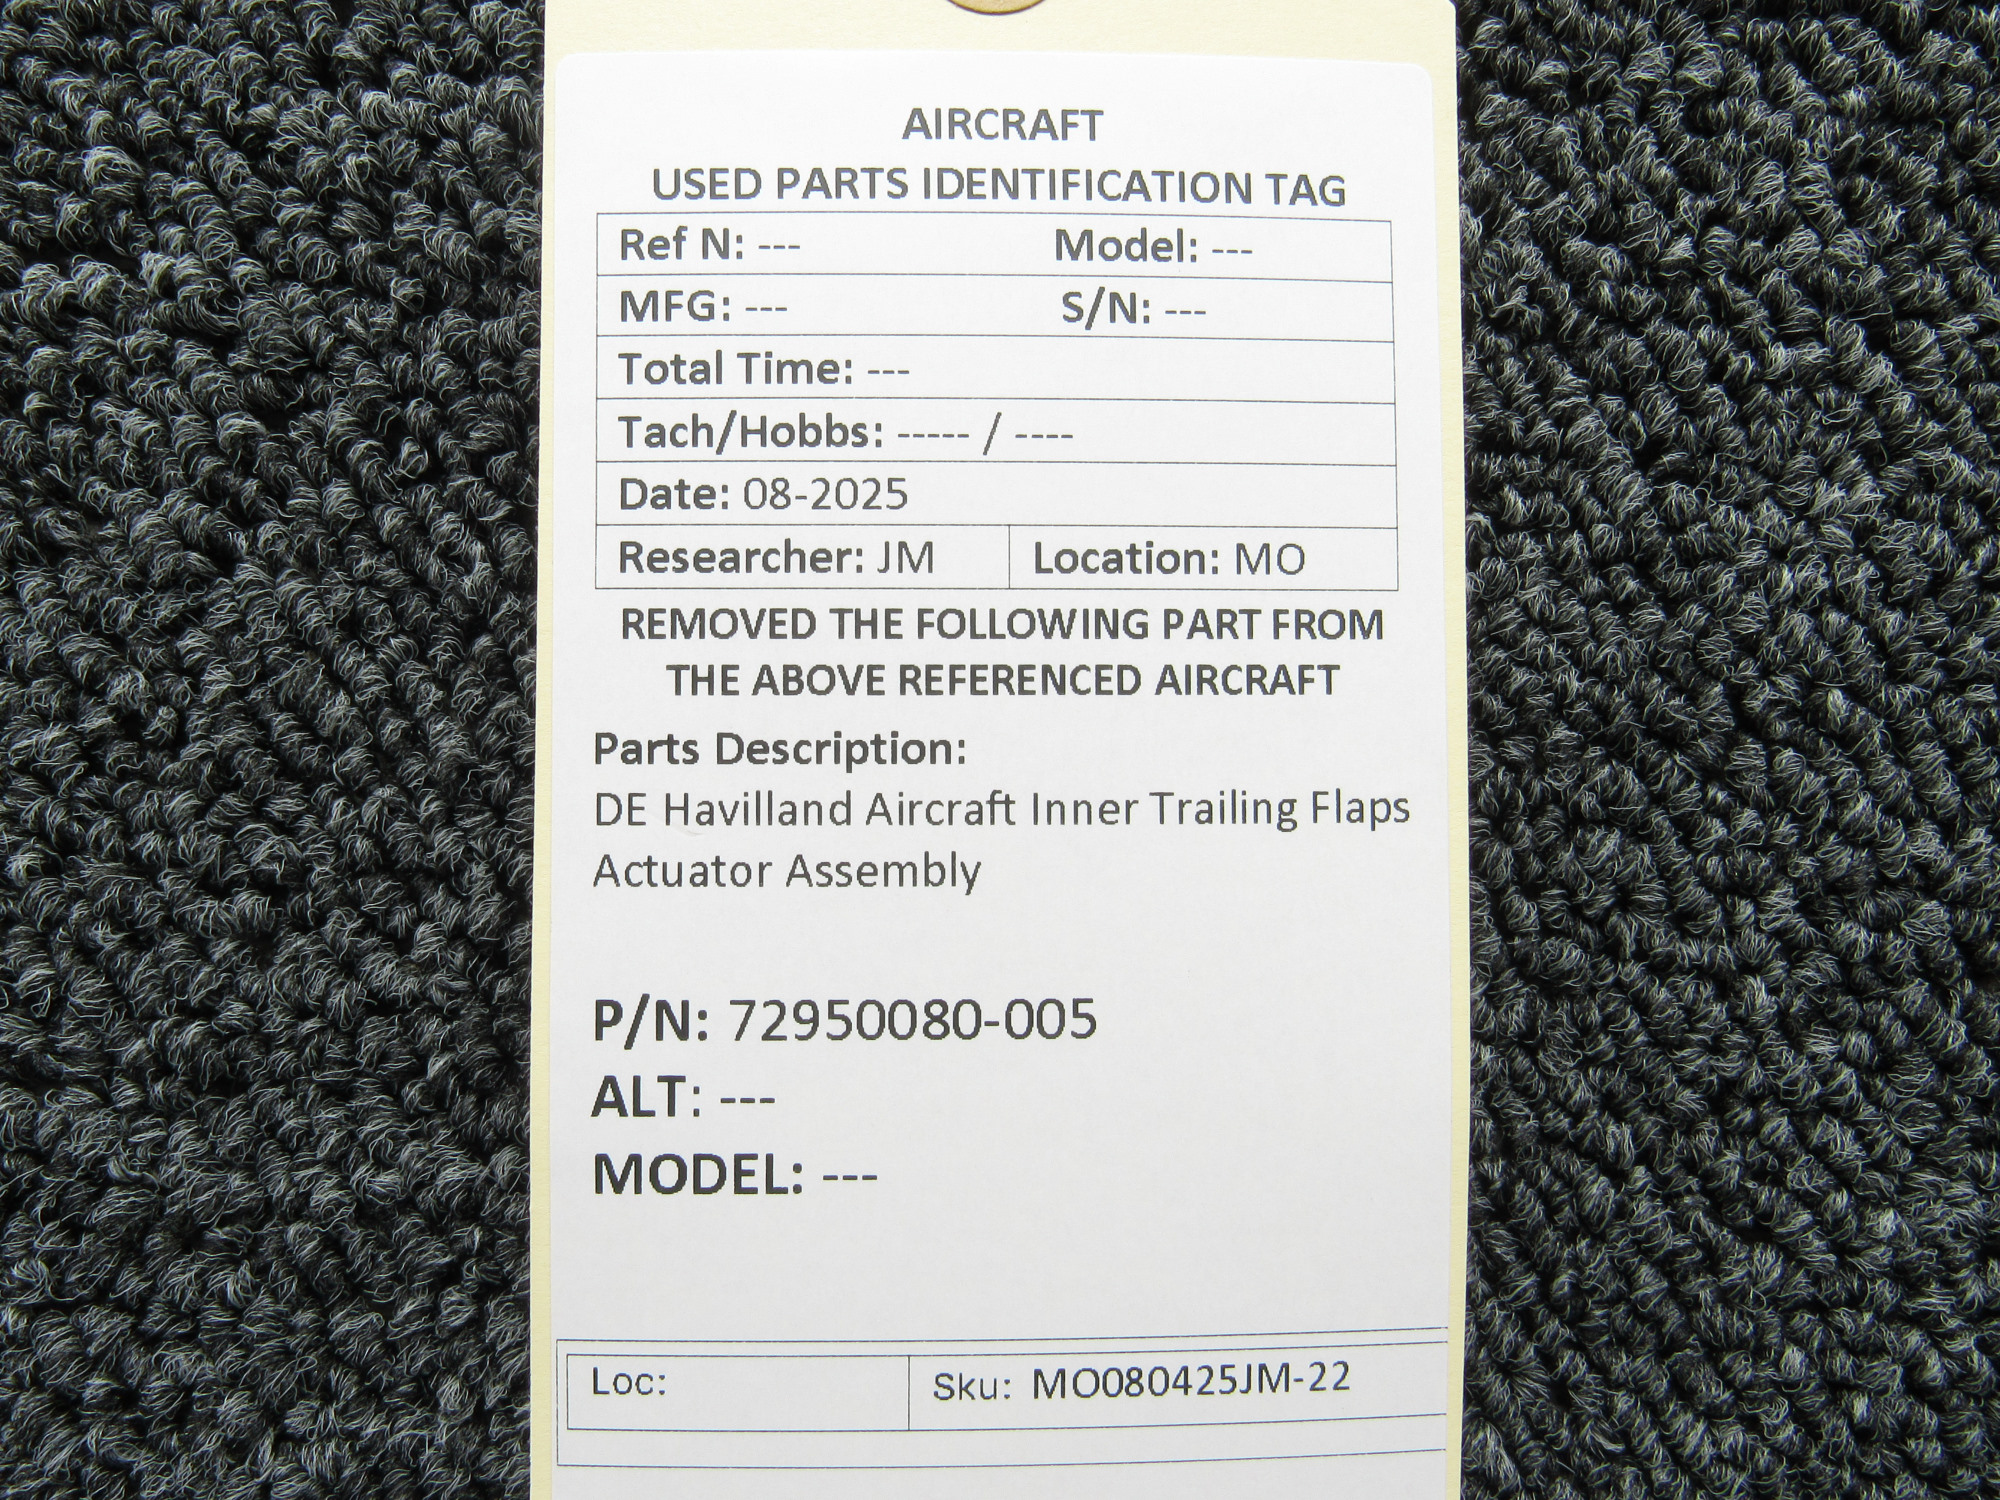 AIRCRAFT
USED PARTS IDENTIFICATION TAG
Ref N: --- Model: ---
MFG: --- S/N: ---
Total Time: ---
Tach/Hobbs: ----- / ----
Date: 08-2025
Researcher: JM Location: MO
REMOVED THE FOLLOWING PART FROM
THE ABOVE REFERENCED AIRCRAFT
Parts Description:
DE Havilland Aircraft Inner Trailing Flaps
Actuator Assembly
P/N: 72950080-005
ALT: ---
MODEL: ---
Loc: Sku: MO080425JM-22